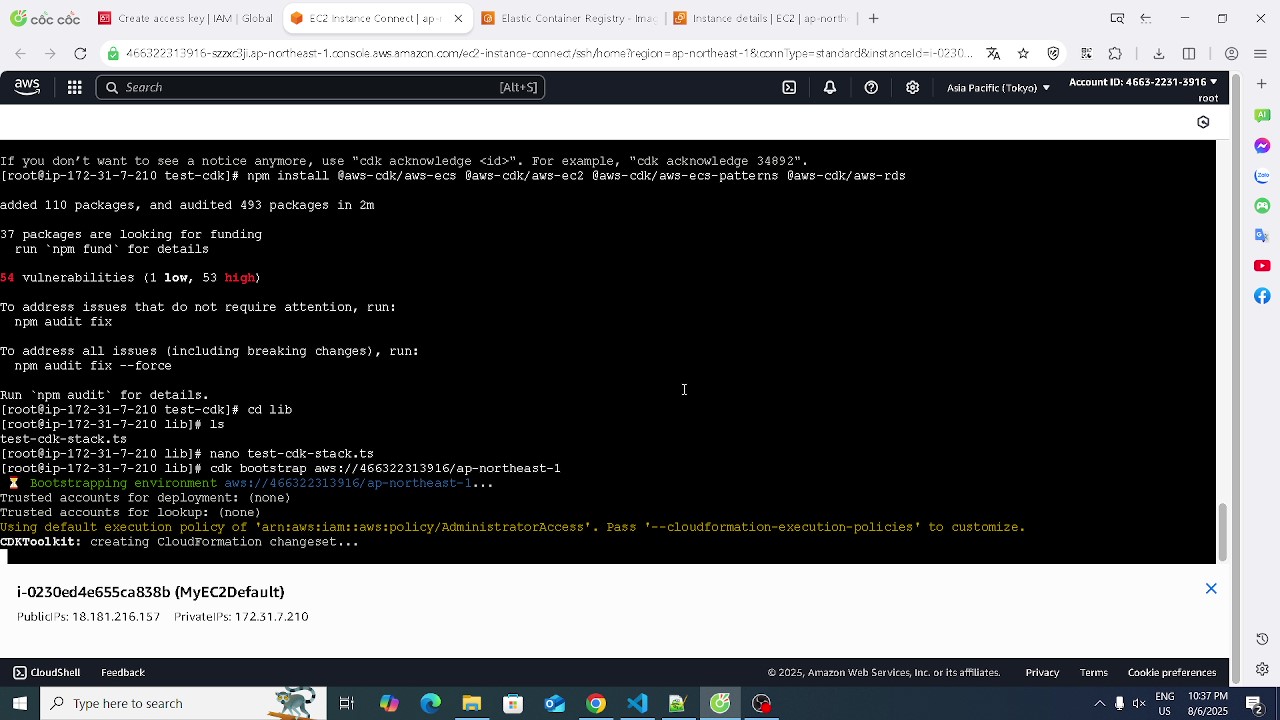 cốc cốc
Create access key | IAM | Global
EC2 Instance Connect | ap-n
Elastic Container Registry - Imag
Instance details | EC2 | ap-north
466322313916-szzxc3jj.ap-northeast-1.console.aws.amazon.com/ec2-instance-connect/ssh/home?region=ap-northeast-1&connType=standard&instanceId=i-0230...
aws
Search
[Alt+S]
Asia Pacific (Tokyo)
Account ID: 4663-2231-3916
root
If you don’t want to see a notice anymore, use "cdk acknowledge <id>". For example, "cdk acknowledge 34892".
[root@ip-172-31-7-210 test-cdk]# npm install @aws-cdk/aws-ecs @aws-cdk/aws-ec2 @aws-cdk/aws-ecs-patterns @aws-cdk/aws-rds
added 110 packages, and audited 493 packages in 2m
37 packages are looking for funding
run `npm fund` for details
54 vulnerabilities (1 low, 53 high)
To address issues that do not require attention, run:
npm audit fix
To address all issues (including breaking changes), run:
npm audit fix --force
Run `npm audit` for details.
[root@ip-172-31-7-210 test-cdk]# cd lib
[root@ip-172-31-7-210 lib]# ls
test-cdk-stack.ts
[root@ip-172-31-7-210 lib]# nano test-cdk-stack.ts
[root@ip-172-31-7-210 lib]# cdk bootstrap aws://466322313916/ap-northeast-1
Bootstrapping environment aws://466322313916/ap-northeast-1...
Trusted accounts for deployment: (none)
Trusted accounts for lookup: (none)
Using default execution policy of 'arn:aws:iam::aws:policy/AdministratorAccess'. Pass '--cloudformation-execution-policies' to customize.
CDKToolkit: creating CloudFormation changeset...
i-0230ed4e655ca838b (MyEC2Default)
PublicIPs: 18.181.216.157 PrivateIPs: 172.31.7.210
CloudShell
Feedback
© 2025, Amazon Web Services, Inc. or its affiliates.
Privacy
Terms
Cookie preferences
AI
Zalo
Type here to search
ENG
US
10:37 PM
8/6/2025
2